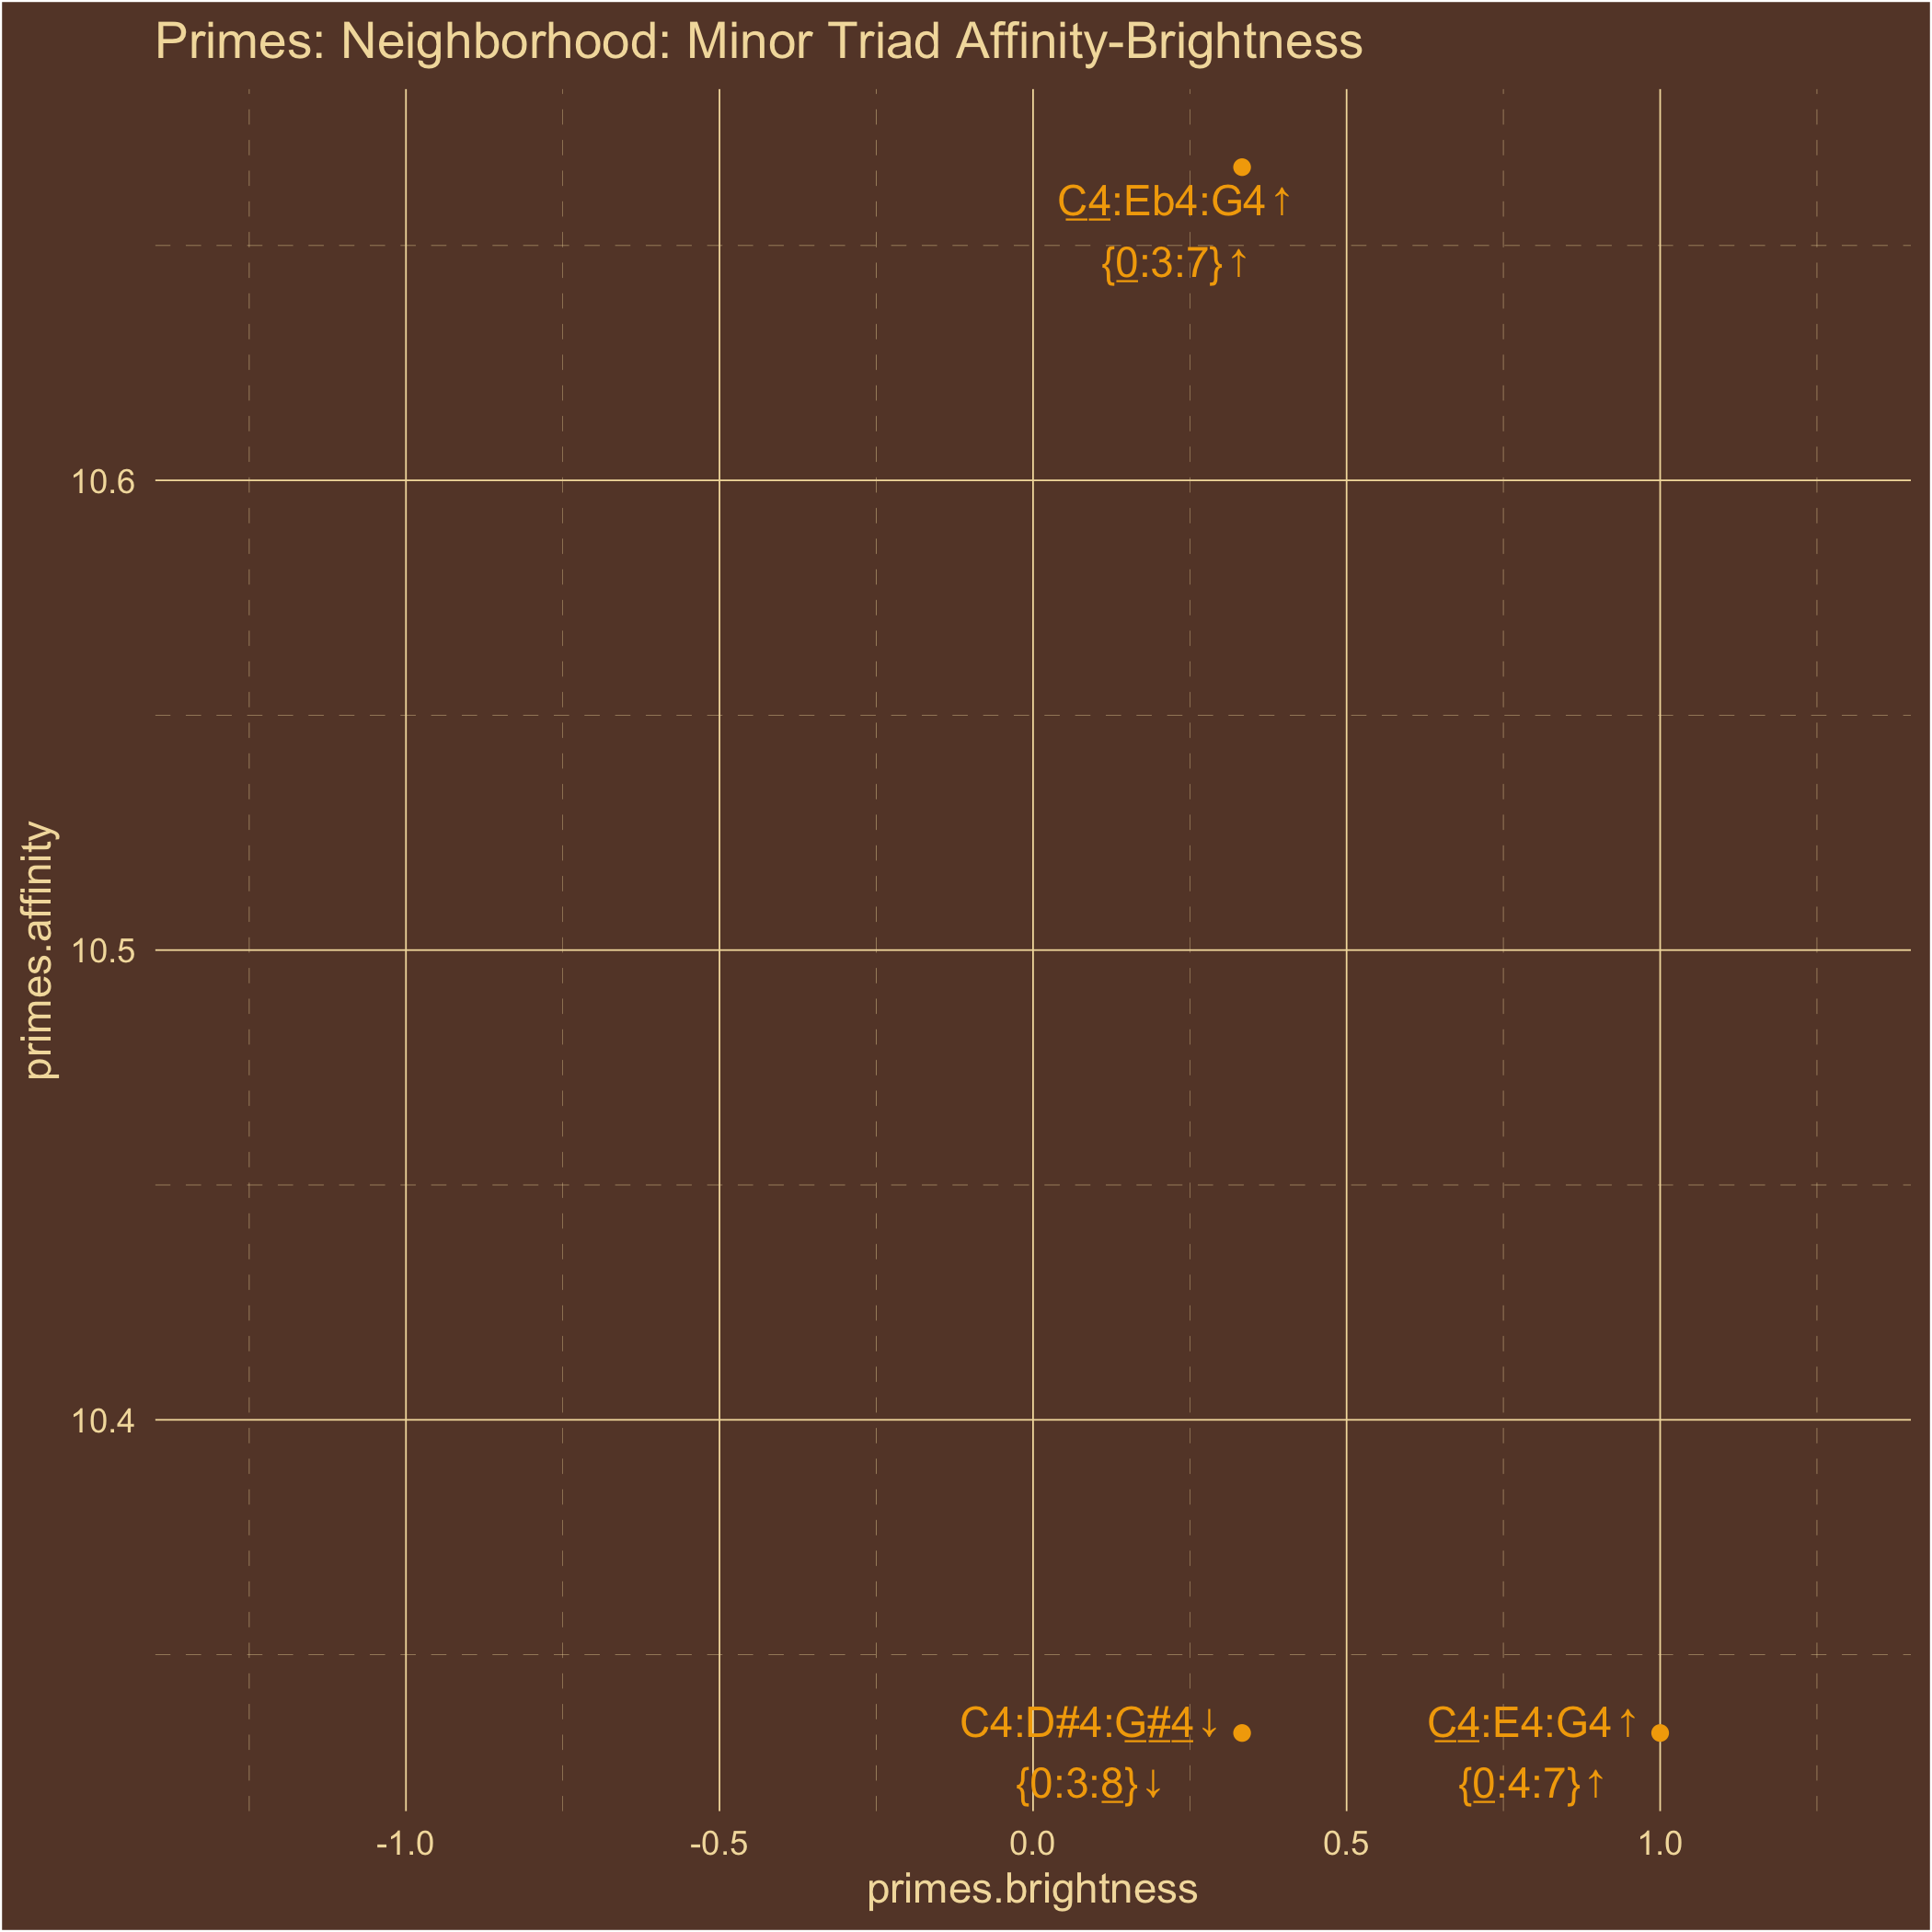 Primes: Neighborhood: Minor Triad Affinity-Brightness
C4:Eb4:G4↑
{0:3:7}↑
10.6
primes.affinity
10.5
10.4
C4:D#4:G#4↓
{0:3:8}↓
C4:E4:G4↑
{0:4:7}↑
-1.0
-0.5
0.0
0.5
1.0
primes.brightness